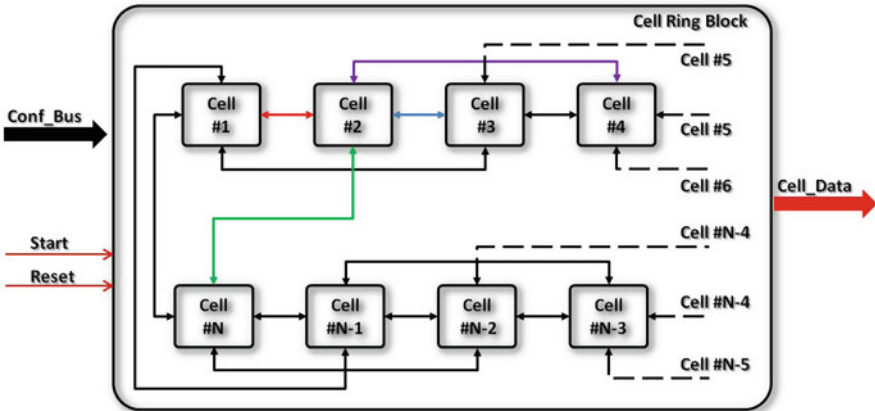 Cell Ring Block
Cell #5
Conf_Bus
Cell #1
Cell #2
Cell #3
Cell #4
Cell #5
Cell #6
Cell_Data
Start
Cell #N-4
Reset
Cell #N
Cell #N-1
Cell #N-2
Cell #N-3
Cell #N-4
Cell #N-5